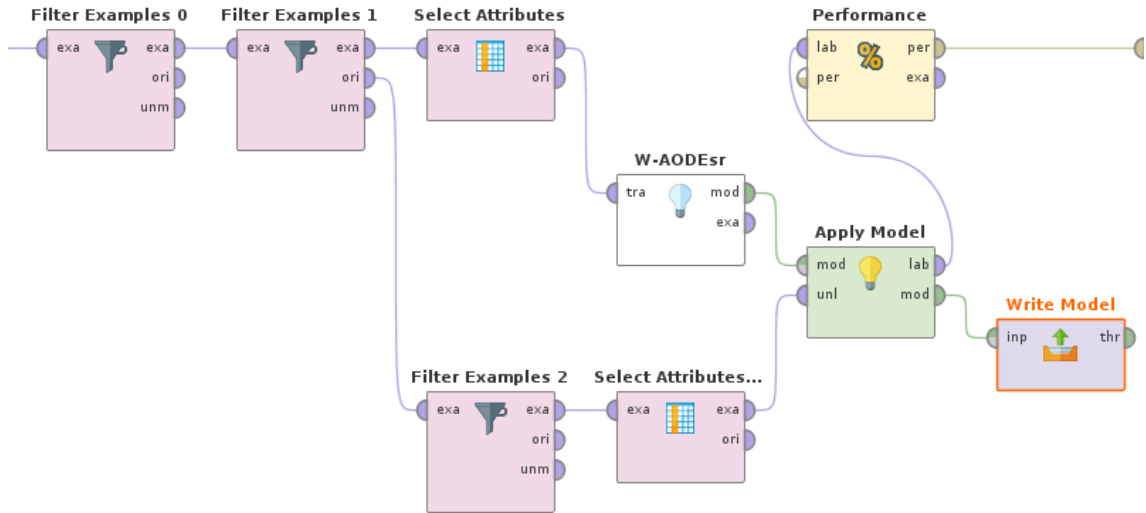 Filter Examples 0
Filter Examples 1
Select Attributes
Performance
exa exa
ori
unm
exa exa
ori
unm
exa exa
ori
lab per
per exa
%
W-AODEsr
tra mod
exa
Apply Model
mod lab
unl mod
Write Model
inp thr
Filter Examples 2
Select Attributes...
exa exa
ori
unm
exa exa
ori